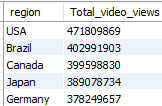 region Total_video_views
USA 471809869
Brazil 402991903
Canada 399598830
Japan 389078734
Germany 378249657